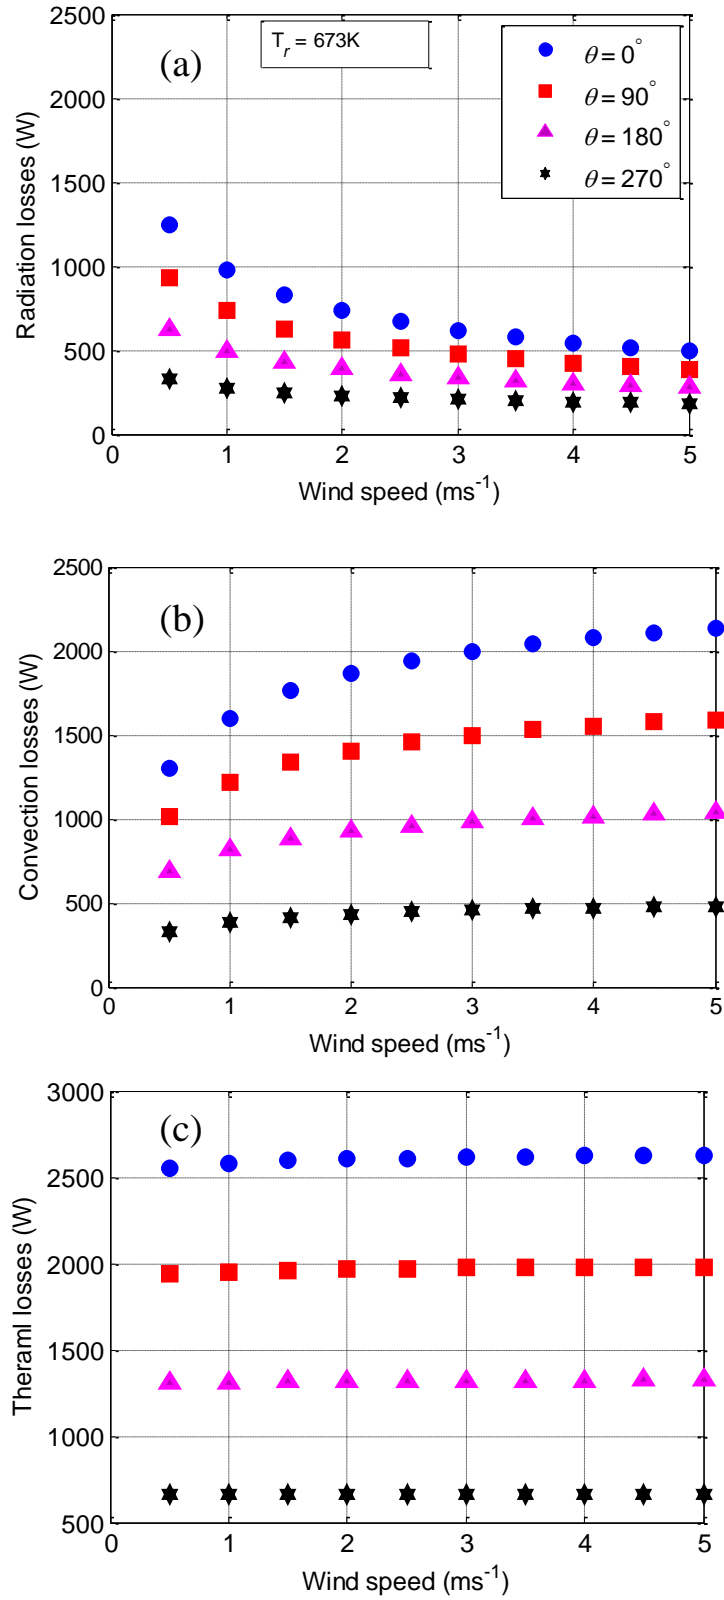 2500
2000
1500
1000
500
0
Radiation losses (W)
(a)
T_r = 673K
θ = 0°
θ = 90°
θ = 180°
θ = 270°
0 1 2 3 4 5
Wind speed (ms⁻¹)
2500
2000
1500
1000
500
0
Convection losses (W)
(b)
0 1 2 3 4 5
Wind speed (ms⁻¹)
3000
2500
2000
1500
1000
500
Theraml losses (W)
(c)
0 1 2 3 4 5
Wind speed (ms⁻¹)